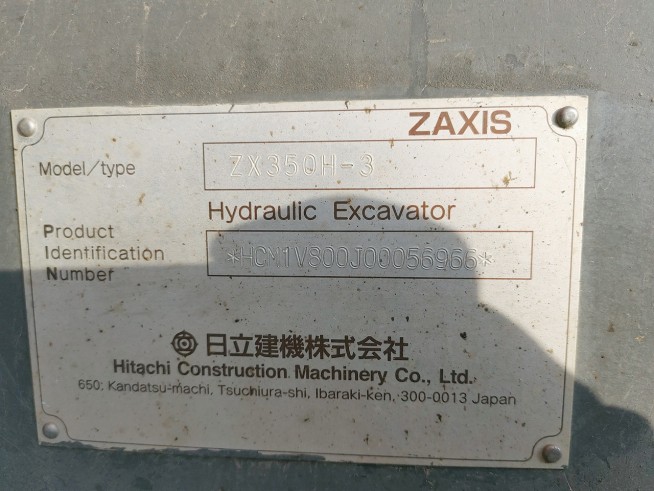 ZAXIS
Model/type
ZX350H-3
Hydraulic Excavator
Product
Identification
Number
*HCM1V800J00056966*
日立建機株式会社
Hitachi Construction Machinery Co., Ltd.
650, Kandatsu-machi, Tsuchiura-shi, Ibaraki-ken, 300-0013 Japan